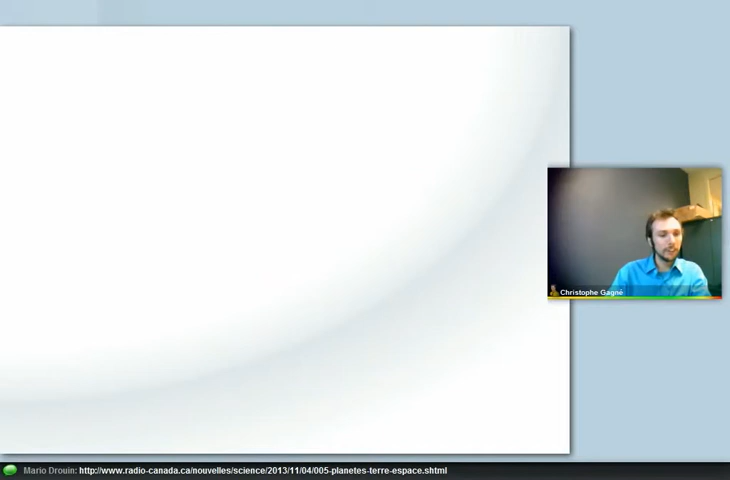 Christophe Gagné
Mario Drouin: http://www.radio-canada.ca/nouvelles/science/2013/11/04/005-planetes-terre-espace.shtml